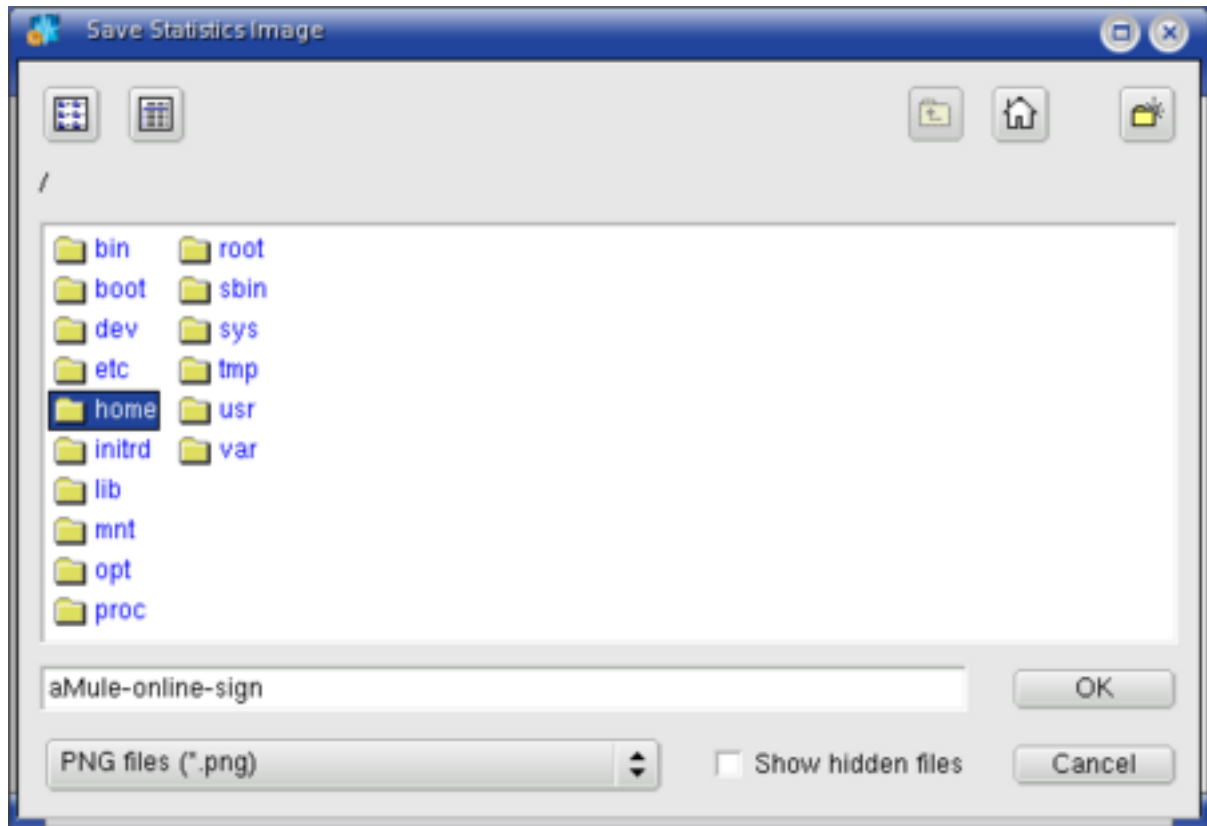 Save Statistics Image
/
bin root
boot sbin
dev sys
etc tmp
home usr
initrd var
lib
mnt
opt
proc
aMule-online-sign OK
PNG files (*.png) Show hidden files Cancel